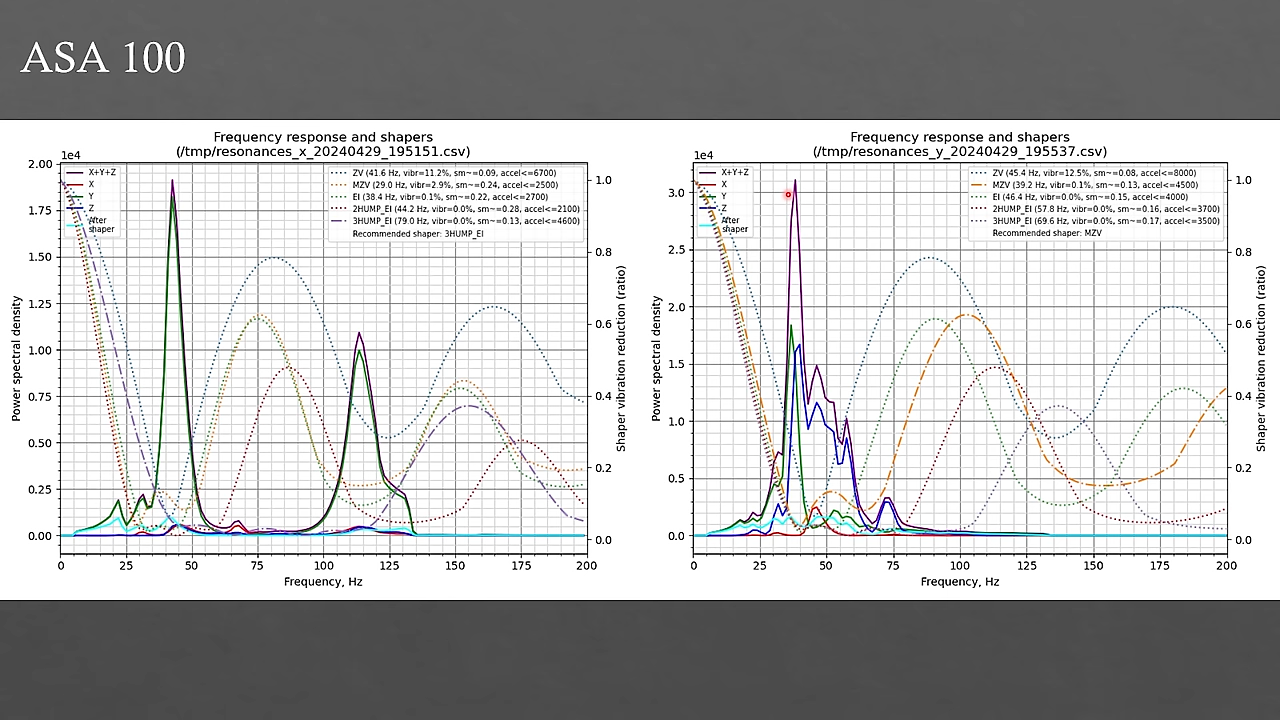 ASA 100
Frequency response and shapers
(/tmp/resonances_x_20240429_195151.csv)
1e4
2.00
1.75
1.50
1.25
1.00
0.75
0.50
0.25
0.00
Power spectral density
X+Y+Z
X
Y
Z
After
shaper
ZV (41.6 Hz, vibr=11.2%, sm~=0.09, accel<=6700)
MZV (29.0 Hz, vibr=2.9%, sm~=0.24, accel<=2500)
EI (38.4 Hz, vibr=0.1%, sm~=0.22, accel<=2700)
2HUMP_EI (44.2 Hz, vibr=0.0%, sm~=0.28, accel<=2100)
3HUMP_EI (79.0 Hz, vibr=0.0%, sm~=0.13, accel<=4600)
Recommended shaper: 3HUMP_EI
1.0
0.8
0.6
0.4
0.2
0.0
Shaper vibration reduction (ratio)
0 25 50 75 100 125 150 175 200
Frequency, Hz
Frequency response and shapers
(/tmp/resonances_y_20240429_195537.csv)
1e4
3.0
2.5
2.0
1.5
1.0
0.5
0.0
Power spectral density
X+Y+Z
X
Y
Z
After
shaper
ZV (45.4 Hz, vibr=12.5%, sm~=0.08, accel<=8000)
MZV (39.2 Hz, vibr=0.1%, sm~=0.13, accel<=4500)
EI (46.4 Hz, vibr=0.0%, sm~=0.15, accel<=4000)
2HUMP_EI (57.8 Hz, vibr=0.0%, sm~=0.16, accel<=3700)
3HUMP_EI (69.6 Hz, vibr=0.0%, sm~=0.17, accel<=3500)
Recommended shaper: MZV
1.0
0.8
0.6
0.4
0.2
0.0
Shaper vibration reduction (ratio)
0 25 50 75 100 125 150 175 200
Frequency, Hz